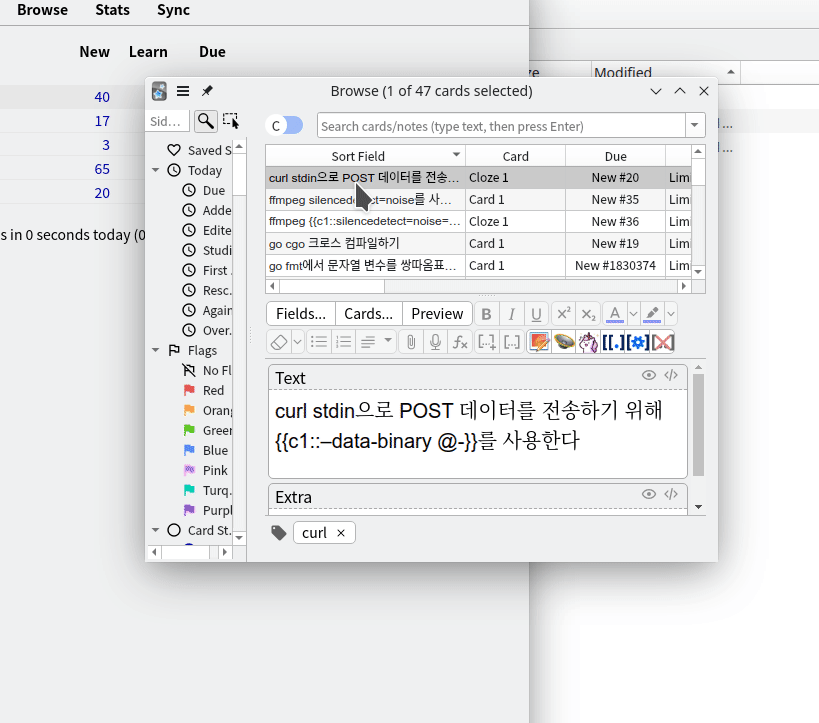 Browse Stats Sync
New Learn Due
40
17
3
65
20
s in 0 seconds today (0
Modified
Browse (1 of 47 cards selected)
Sid…
C
Search cards/notes (type text, then press Enter)
Saved S
Today
Due
Adde
Edite
Studi
First
Resc.
Again
Over.
Flags
No Fl
Red
Orang
Green
Blue
Pink
Turq.
Purpl
Card St.
Sort Field Card Due
curl stdin으로 POST 데이터를 전송… Cloze 1 New #20 Lim
ffmpeg silencedetect=noise를 사… Card 1 New #35 Lim
ffmpeg {{c1::silencedetect=noise=… Cloze 1 New #36 Lim
go cgo 크로스 컴파일하기 Card 1 New #19 Lim
go fmt에서 문자열 변수를 쌍따옴표… Card 1 New #1830374 Lim
Fields... Cards... Preview B I U x² x₂ A
fx [...]+ [...] [[.] [ ]
Text
curl stdin으로 POST 데이터를 전송하기 위해
{{c1::–data-binary @-}}를 사용한다
Extra
curl ×